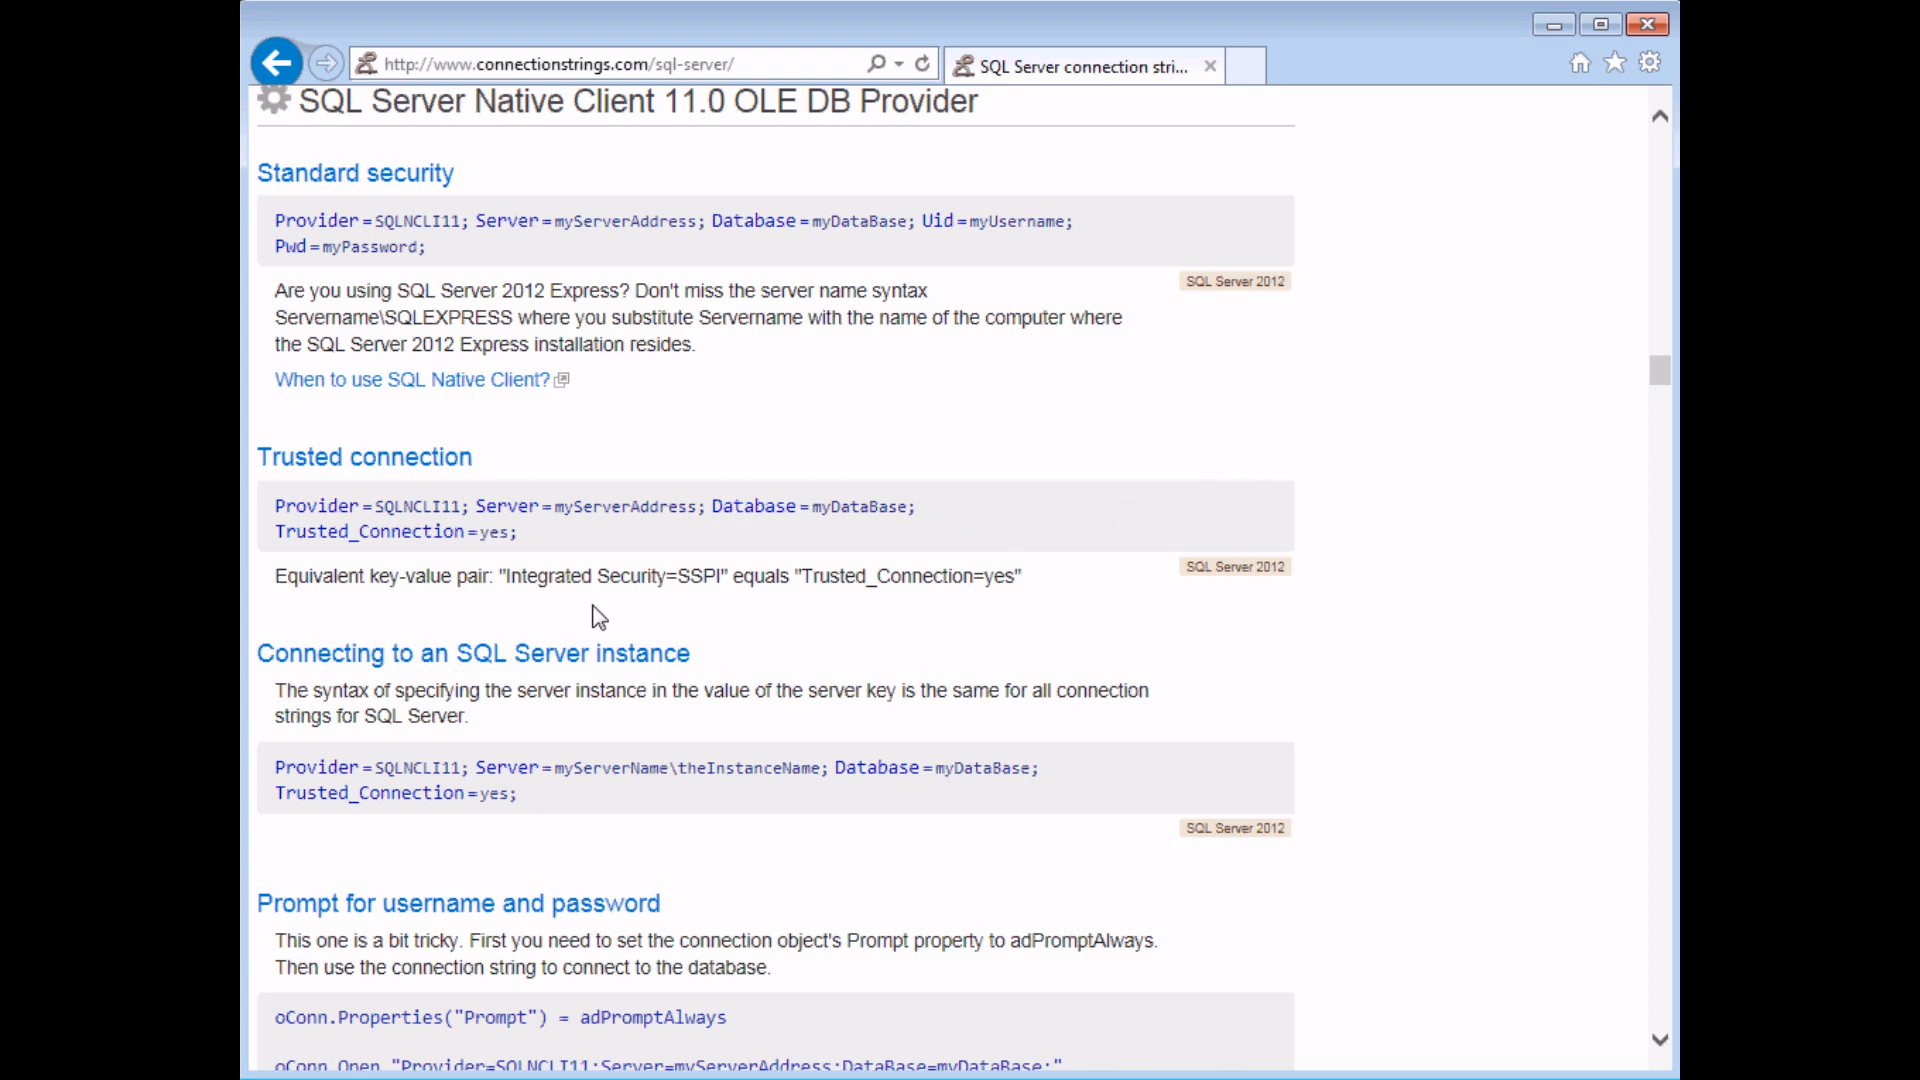 http://www.connectionstrings.com/sql-server/
SQL Server connection stri...
SQL Server Native Client 11.0 OLE DB Provider
Standard security
Provider=SQLNCLI11; Server=myServerAddress; Database=myDataBase; Uid=myUsername;
Pwd=myPassword;
SQL Server 2012
Are you using SQL Server 2012 Express? Don't miss the server name syntax
Servername\SQLEXPRESS where you substitute Servername with the name of the computer where
the SQL Server 2012 Express installation resides.
When to use SQL Native Client?
Trusted connection
Provider=SQLNCLI11; Server=myServerAddress; Database=myDataBase;
Trusted_Connection=yes;
SQL Server 2012
Equivalent key-value pair: "Integrated Security=SSPI" equals "Trusted_Connection=yes"
Connecting to an SQL Server instance
The syntax of specifying the server instance in the value of the server key is the same for all connection
strings for SQL Server.
Provider=SQLNCLI11; Server=myServerName\theInstanceName; Database=myDataBase;
Trusted_Connection=yes;
SQL Server 2012
Prompt for username and password
This one is a bit tricky. First you need to set the connection object's Prompt property to adPromptAlways.
Then use the connection string to connect to the database.
oConn.Properties("Prompt") = adPromptAlways
oConn.Open "Provider=SQLNCLI11;Server=myServerAddress;DataBase=myDataBase;"